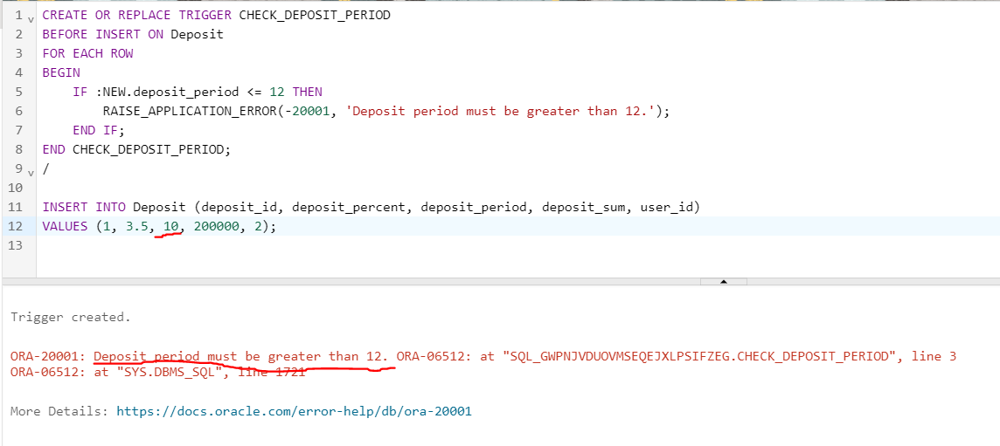 1 CREATE OR REPLACE TRIGGER CHECK_DEPOSIT_PERIOD
2 BEFORE INSERT ON Deposit
3 FOR EACH ROW
4 BEGIN
5     IF :NEW.deposit_period <= 12 THEN
6         RAISE_APPLICATION_ERROR(-20001, 'Deposit period must be greater than 12.');
7     END IF;
8 END CHECK_DEPOSIT_PERIOD;
9 /
10
11 INSERT INTO Deposit (deposit_id, deposit_percent, deposit_period, deposit_sum, user_id)
12 VALUES (1, 3.5, 10, 200000, 2);
13
Trigger created.
ORA-20001: Deposit period must be greater than 12. ORA-06512: at "SQL_GWPNJVDUOVMSEQEJXLPSIFZEG.CHECK_DEPOSIT_PERIOD", line 3
ORA-06512: at "SYS.DBMS_SQL", line 1721
More Details: https://docs.oracle.com/error-help/db/ora-20001